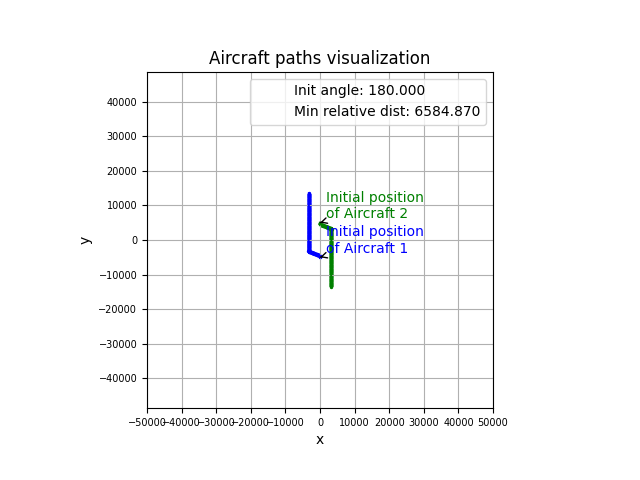 Aircraft paths visualization
Init angle: 180.000
Min relative dist: 6584.870
40000
30000
20000
10000
0
−10000
−20000
−30000
−40000
y
Initial position
of Aircraft 2
Initial position
of Aircraft 1
−50000 −40000 −30000 −20000 −10000 0 10000 20000 30000 40000 50000
x